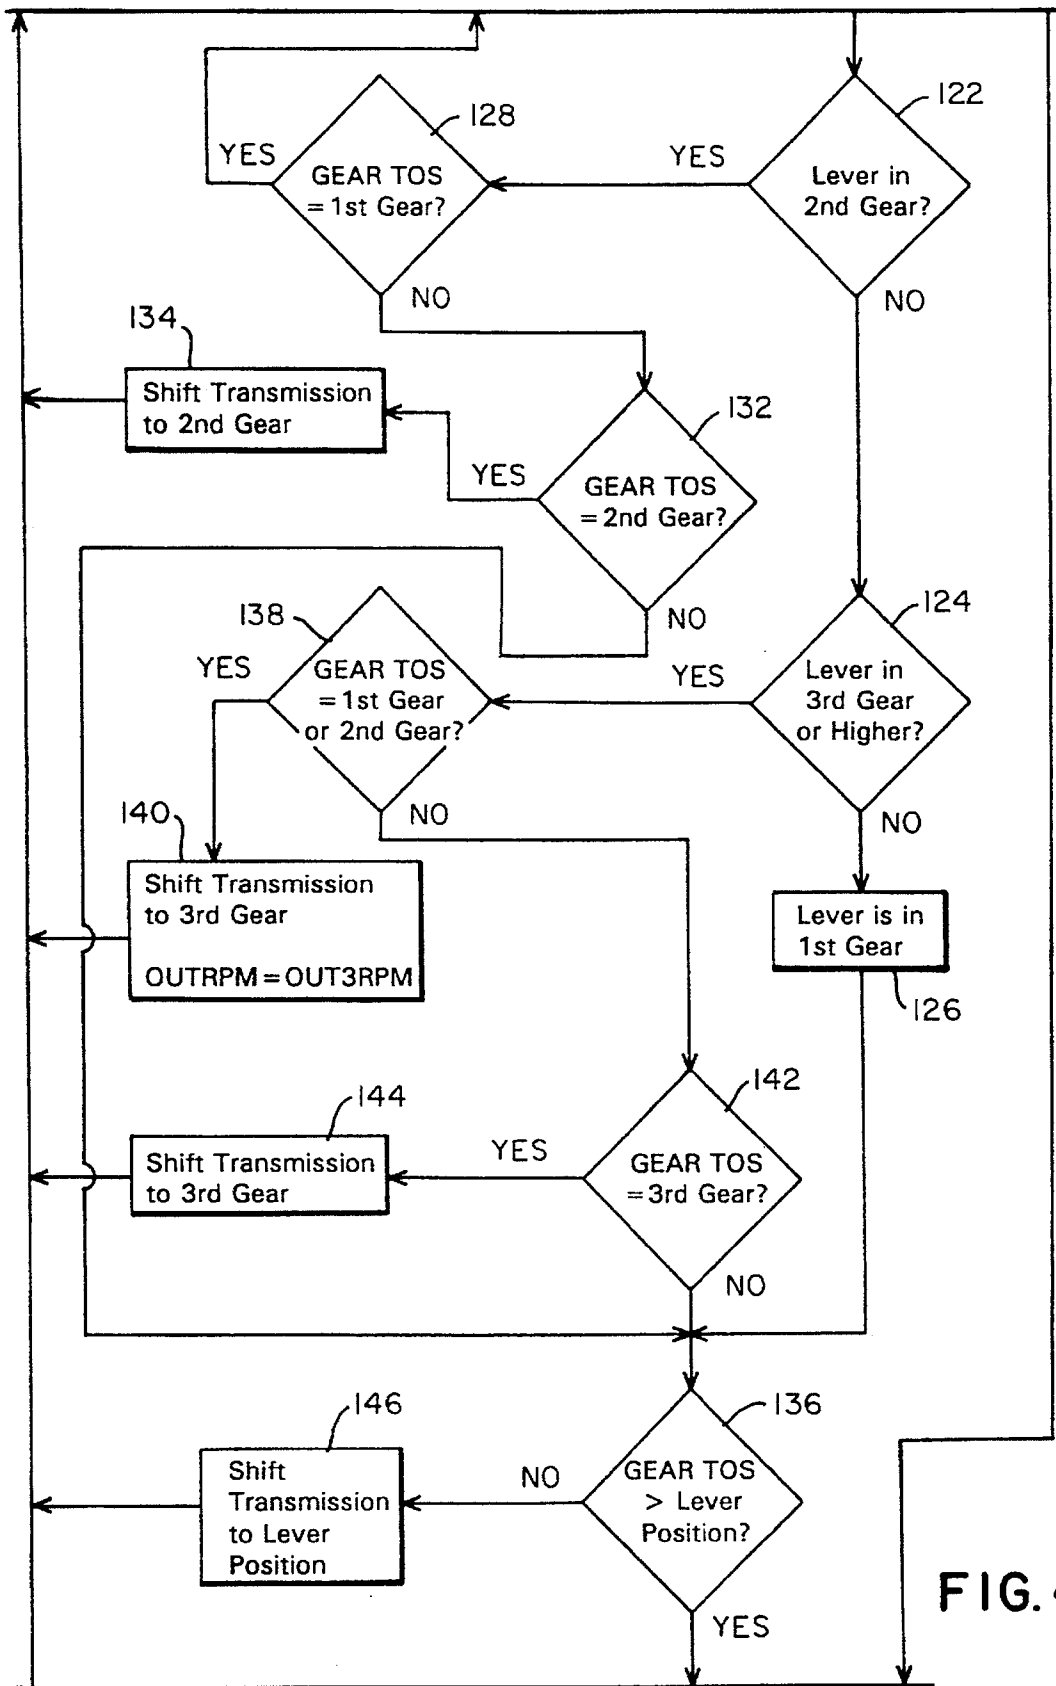 122
Lever in
2nd Gear?
YES
NO
128
GEAR TOS
= 1st Gear?
YES
NO
134
Shift Transmission
to 2nd Gear
132
GEAR TOS
= 2nd Gear?
YES
NO
124
Lever in
3rd Gear
or Higher?
YES
NO
138
GEAR TOS
= 1st Gear
or 2nd Gear?
YES
NO
140
Shift Transmission
to 3rd Gear
OUTRPM = OUT3RPM
Lever is in
1st Gear
126
142
GEAR TOS
= 3rd Gear?
YES
NO
144
Shift Transmission
to 3rd Gear
136
GEAR TOS
> Lever
Position?
NO
YES
146
Shift
Transmission
to Lever
Position
FIG.